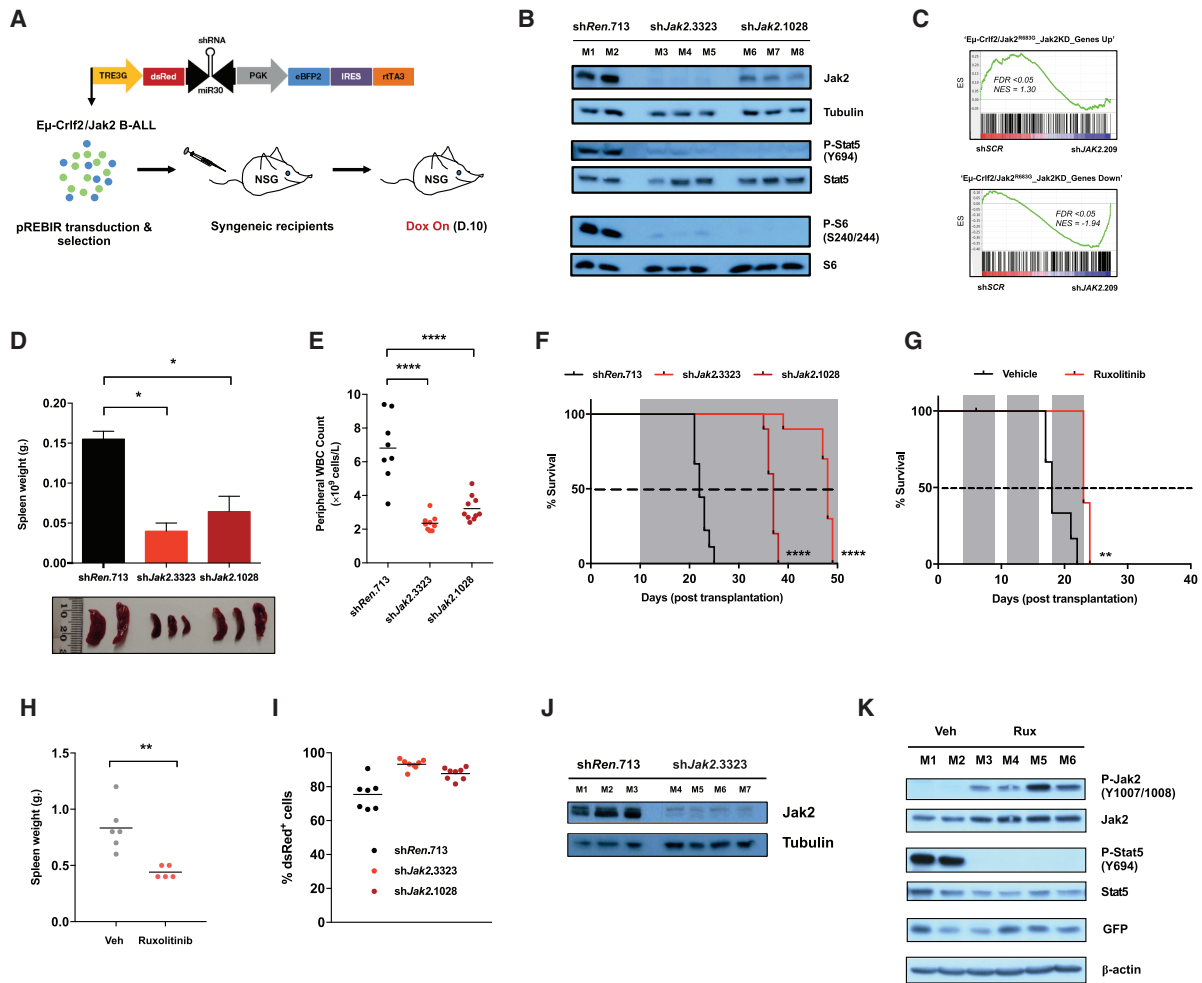 A
shRNA
TRE3G
dsRed
miR30
PGK
eBFP2
IRES
rtTA3
Eμ-Crlf2/Jak2 B-ALL
NSG
NSG
pREBIR transduction &
selection
Syngeneic recipients
Dox On (D.10)
B
shRen.713 shJak2.3323 shJak2.1028
M1 M2 M3 M4 M5 M6 M7 M8
Jak2
Tubulin
P-Stat5
(Y694)
Stat5
P-S6
(S240/244)
S6
C
'Eμ-Crlf2/Jak2R683G_Jak2KD_Genes Up'
ES
FDR <0.05
NES = 1.30
shSCR shJAK2.209
'Eμ-Crlf2/Jak2R683G_Jak2KD_Genes Down'
ES
FDR <0.05
NES = -1.94
shSCR shJAK2.209
D
*
*
Spleen weight (g.)
0.20
0.15
0.10
0.05
0.00
shRen.713 shJak2.3323 shJak2.1028
E
****
****
Peripheral WBC Count
(×10⁹ cells/L)
10
8
6
4
2
0
shRen.713
shJak2.3323
shJak2.1028
F
shRen.713 shJak2.3323 shJak2.1028
% Survival
100
50
0
**** ****
0 10 20 30 40 50
Days (post transplantation)
G
Vehicle Ruxolitinib
% Survival
100
50
0
**
0 20 40
Days (post transplantation)
H
**
Spleen weight (g.)
1.5
1.0
0.5
0.0
Veh Ruxolitinib
I
% dsRed⁺ cells
100
80
60
40
20
0
shRen.713
shJak2.3323
shJak2.1028
J
shRen.713 shJak2.3323
M1 M2 M3 M4 M5 M6 M7
Jak2
Tubulin
K
Veh Rux
M1 M2 M3 M4 M5 M6
P-Jak2
(Y1007/1008)
Jak2
P-Stat5
(Y694)
Stat5
GFP
β-actin